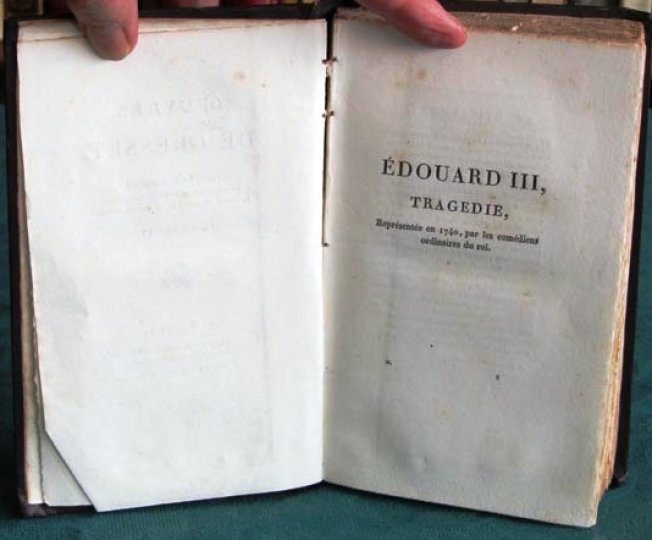 ÉDOUARD III,
TRAGEDIE,
Représentée en 1740, par les comédiens
ordinaires du roi.